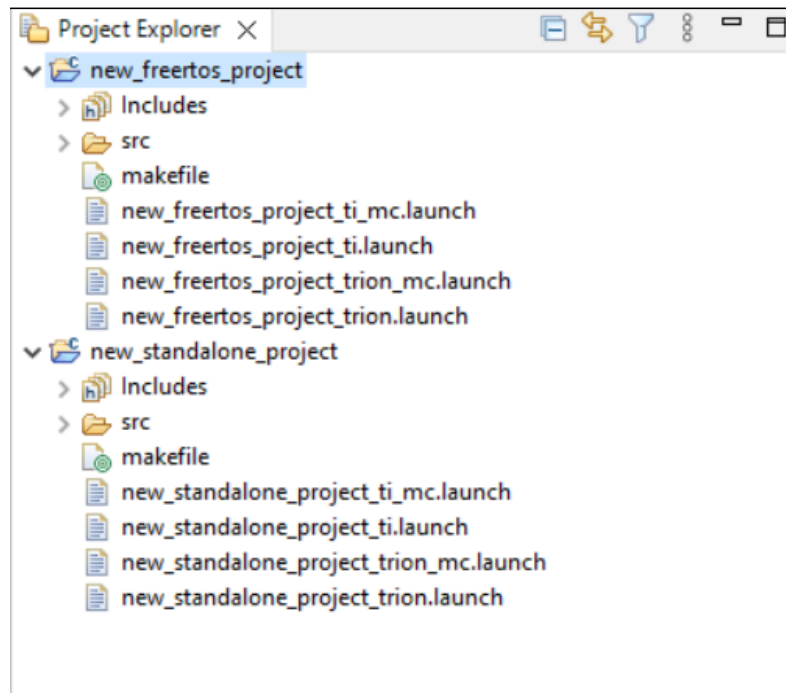 Project Explorer
new_freertos_project
Includes
src
makefile
new_freertos_project_ti_mc.launch
new_freertos_project_ti.launch
new_freertos_project_trion_mc.launch
new_freertos_project_trion.launch
new_standalone_project
Includes
src
makefile
new_standalone_project_ti_mc.launch
new_standalone_project_ti.launch
new_standalone_project_trion_mc.launch
new_standalone_project_trion.launch